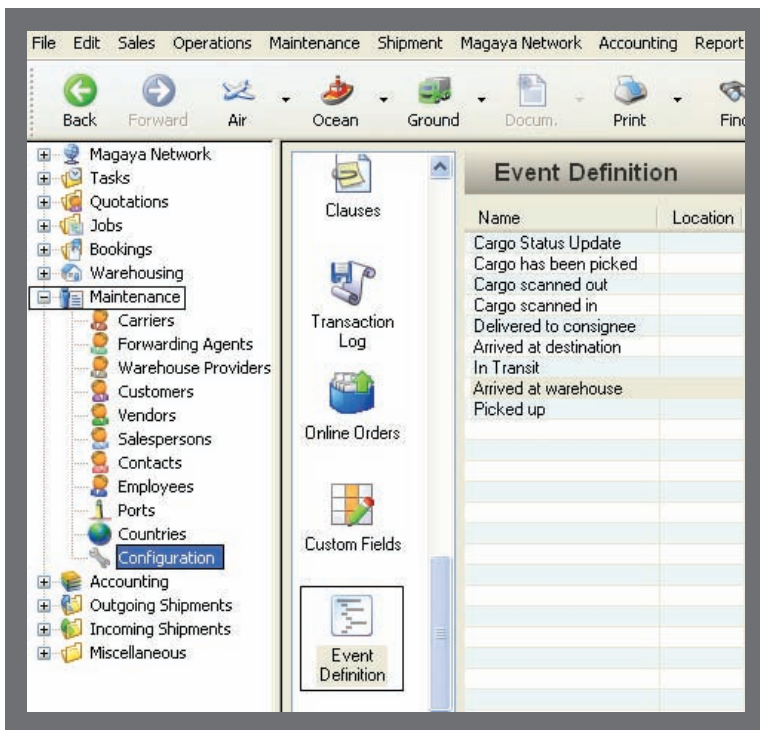 File Edit Sales Operations Maintenance Shipment Magaya Network Accounting Report
Back Forward Air Ocean Ground Docum. Print Find
Magaya Network
Tasks
Quotations
Jobs
Bookings
Warehousing
Maintenance
Carriers
Forwarding Agents
Warehouse Providers
Customers
Vendors
Salespersons
Contacts
Employees
Ports
Countries
Configuration
Accounting
Outgoing Shipments
Incoming Shipments
Miscellaneous
Clauses
Transaction
Log
Online Orders
Custom Fields
Event
Definition
Event Definition
Name Location
Cargo Status Update
Cargo has been picked
Cargo scanned out
Cargo scanned in
Delivered to consignee
Arrived at destination
In Transit
Arrived at warehouse
Picked up